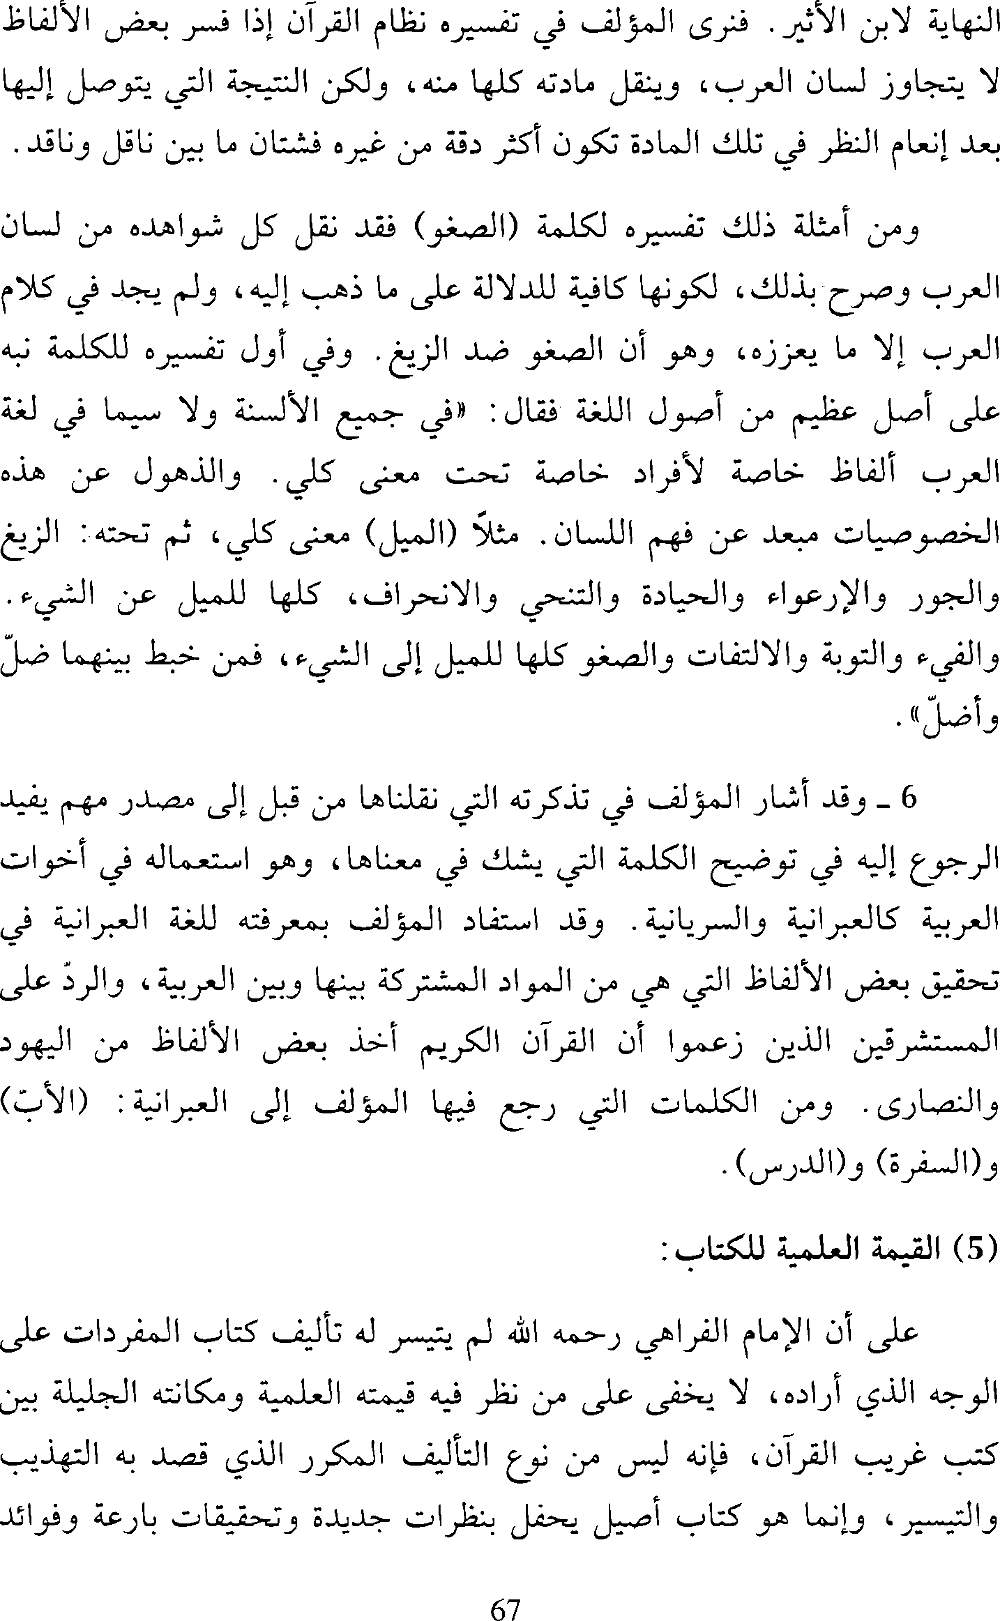 النهاية لابن الأثير. فنرى المؤلف في تفسيره نظام القرآن إذا فسر بعض الألفاظ
لا يتجاوز لسان العرب، وينقل مادته كلها منه، ولكن النتيجة التي يتوصل إليها
بعد إنعام النظر في تلك المادة تكون أكثر دقة من غيره فشتان ما بين ناقل وناقد.
ومن أمثلة ذلك تفسيره لكلمة (الصغو) فقد نقل كل شواهده من لسان
العرب وصرح بذلك، لكونها كافية للدلالة على ما ذهب إليه، ولم يجد في كلام
العرب إلا ما يعززه، وهو أن الصغو ضد الزيغ. وفي أول تفسيره للكلمة نبه
على أصل عظيم من أصول اللغة فقال: «في جميع الألسنة ولا سيما في لغة
العرب ألفاظ خاصة لأفراد خاصة تحت معنى كلي. والذهول عن هذه
الخصوصيات مبعد عن فهم اللسان. مثلاً (الميل) معنى كلي، ثم تحته: الزيغ
والجور والإرعواء والحيادة والتنحي والانحراف، كلها للميل عن الشيء.
والفيء والتوبة والالتفات والصغو كلها للميل إلى الشيء، فمن خبط بينهما ضلّ
وأضلّ».
6 ـ وقد أشار المؤلف في تذكرته التي نقلناها من قبل إلى مصدر مهم يفيد
الرجوع إليه في توضيح الكلمة التي يشك في معناها، وهو استعماله في أخوات
العربية كالعبرانية والسريانية. وقد استفاد المؤلف بمعرفته للغة العبرانية في
تحقيق بعض الألفاظ التي هي من المواد المشتركة بينها وبين العربية، والردّ على
المستشرقين الذين زعموا أن القرآن الكريم أخذ بعض الألفاظ من اليهود
والنصارى. ومن الكلمات التي رجع فيها المؤلف إلى العبرانية: (الأبّ)
و(السفرة) و(الدرس).
(5) القيمة العلمية للكتاب:
على أن الإمام الفراهي رحمه الله لم يتيسر له تأليف كتاب المفردات على
الوجه الذي أراده، لا يخفى على من نظر فيه قيمته العلمية ومكانته الجليلة بين
كتب غريب القرآن، فإنه ليس من نوع التأليف المكرر الذي قصد به التهذيب
والتيسير، وإنما هو كتاب أصيل يحفل بنظرات جديدة وتحقيقات بارعة وفوائد
67